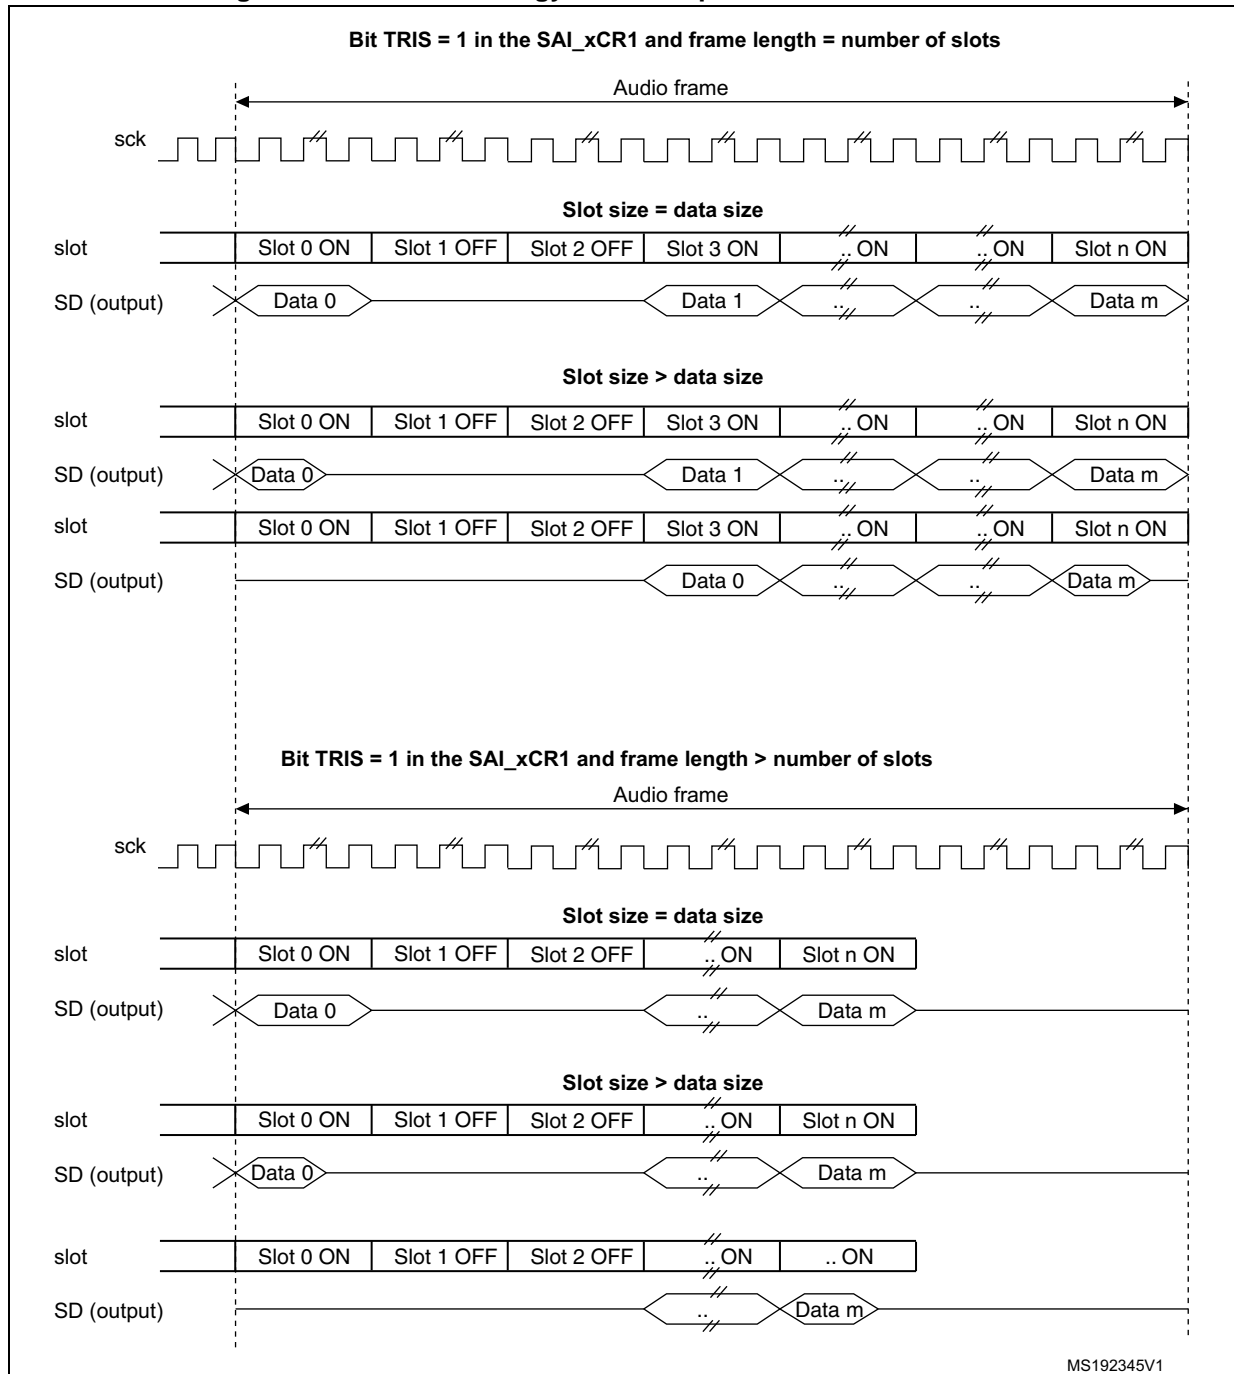 Bit TRIS = 1 in the SAI_xCR1 and frame length = number of slots
Audio frame
sck
Slot size = data size
slot Slot 0 ON Slot 1 OFF Slot 2 OFF Slot 3 ON .. ON .. ON Slot n ON
SD (output) Data 0 Data 1 .. .. Data m
Slot size > data size
slot Slot 0 ON Slot 1 OFF Slot 2 OFF Slot 3 ON .. ON .. ON Slot n ON
SD (output) Data 0 Data 1 .. .. Data m
slot Slot 0 ON Slot 1 OFF Slot 2 OFF Slot 3 ON .. ON .. ON Slot n ON
SD (output) Data 0 .. .. Data m
Bit TRIS = 1 in the SAI_xCR1 and frame length > number of slots
Audio frame
sck
Slot size = data size
slot Slot 0 ON Slot 1 OFF Slot 2 OFF .. ON Slot n ON
SD (output) Data 0 .. Data m
Slot size > data size
slot Slot 0 ON Slot 1 OFF Slot 2 OFF .. ON Slot n ON
SD (output) Data 0 .. Data m
slot Slot 0 ON Slot 1 OFF Slot 2 OFF .. ON .. ON
SD (output) .. Data m
MS192345V1